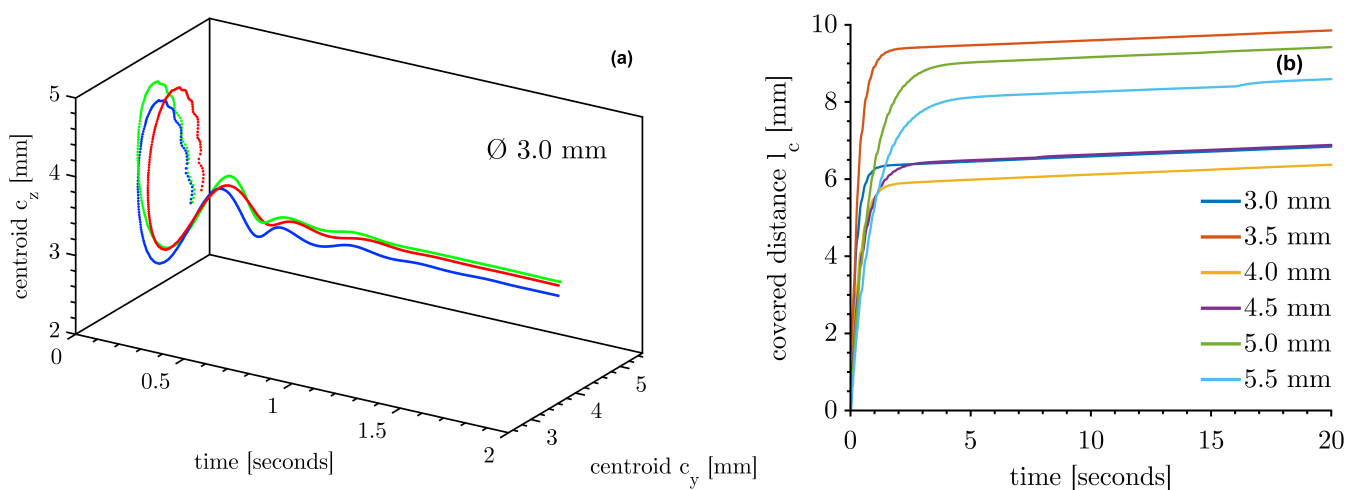 (a)
Ø 3.0 mm
centroid c_z [mm]
5
4
3
2
0
0.5
1
1.5
2
time [seconds]
3
4
5
centroid c_y [mm]
(b)
covered distance l_c [mm]
10
8
6
4
2
0
3.0 mm
3.5 mm
4.0 mm
4.5 mm
5.0 mm
5.5 mm
0
5
10
15
20
time [seconds]